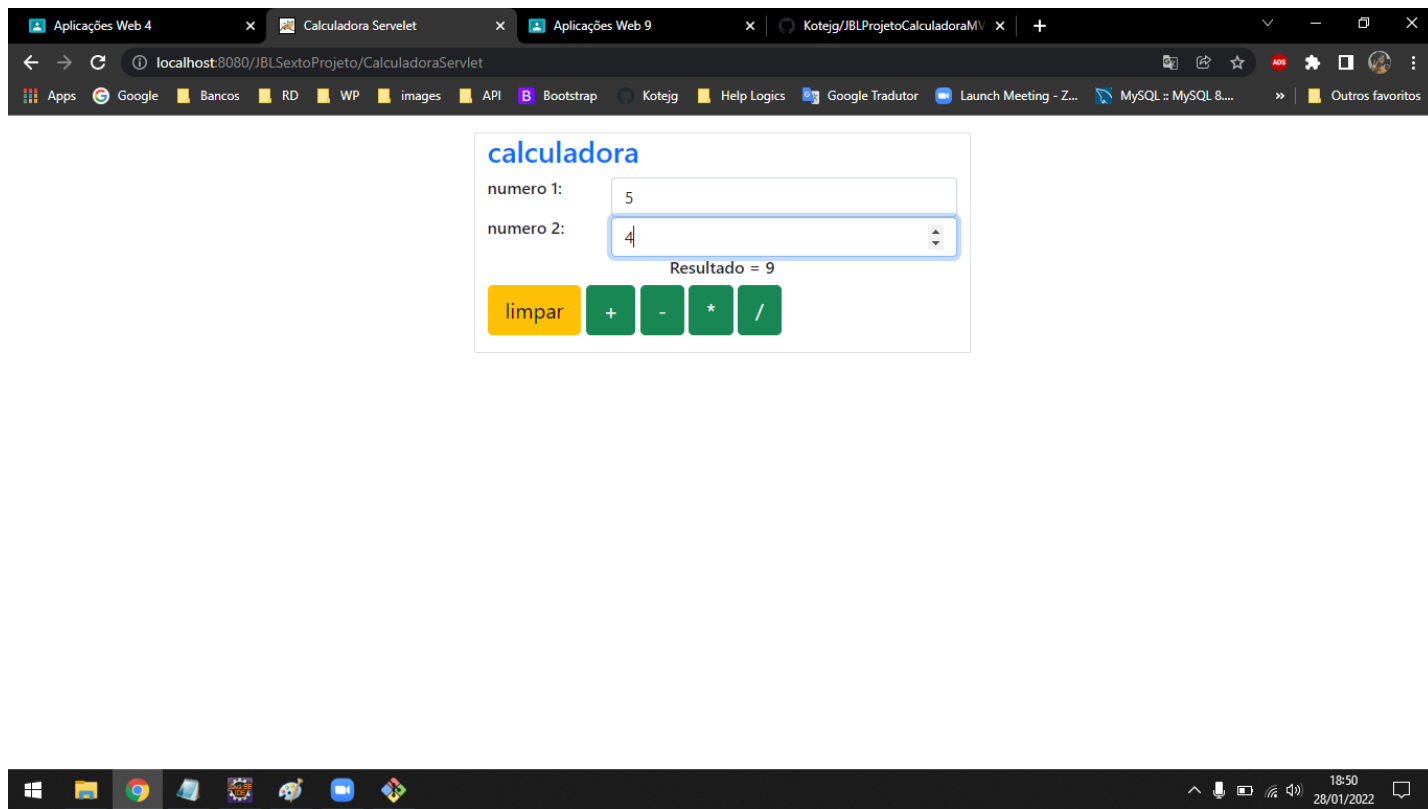 Aplicações Web 4
Calculadora Servelet
Aplicações Web 9
Kotejg/JBLProjetoCalculadoraMV
localhost:8080/JBLSextoProjeto/CalculadoraServlet
ADS
Apps Google Bancos RD WP images API B Bootstrap Kotejg Help Logics Google Tradutor Launch Meeting - Z... MySQL :: MySQL 8.... » Outros favoritos
calculadora
numero 1: 5
numero 2: 4
Resultado = 9
limpar + - * /
18:50
28/01/2022